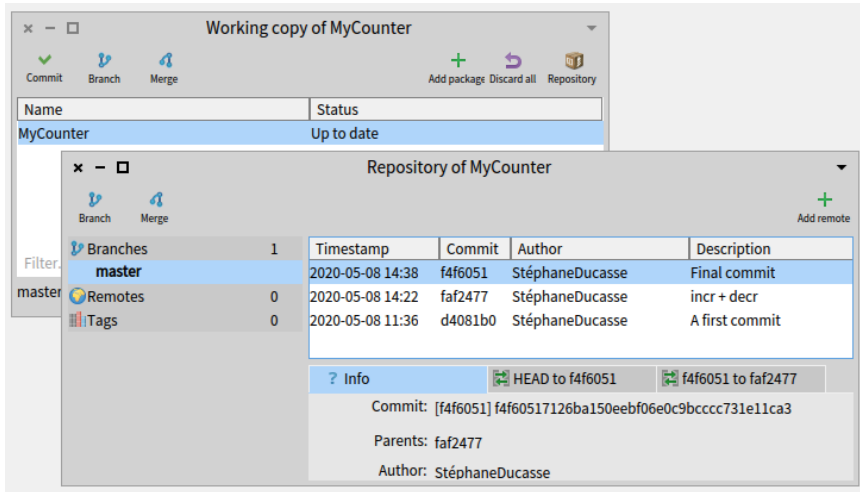 Working copy of MyCounter
Commit Branch Merge Add package Discard all Repository
Name Status
MyCounter Up to date
Filter.
master
Repository of MyCounter
Branch Merge Add remote
Branches 1
master
Remotes 0
Tags 0
Timestamp Commit Author Description
2020-05-08 14:38 f4f6051 StéphaneDucasse Final commit
2020-05-08 14:22 faf2477 StéphaneDucasse incr + decr
2020-05-08 11:36 d4081b0 StéphaneDucasse A first commit
? Info HEAD to f4f6051 f4f6051 to faf2477
Commit: [f4f6051] f4f60517126ba150eebf06e0c9bcccc731e11ca3
Parents: faf2477
Author: StéphaneDucasse